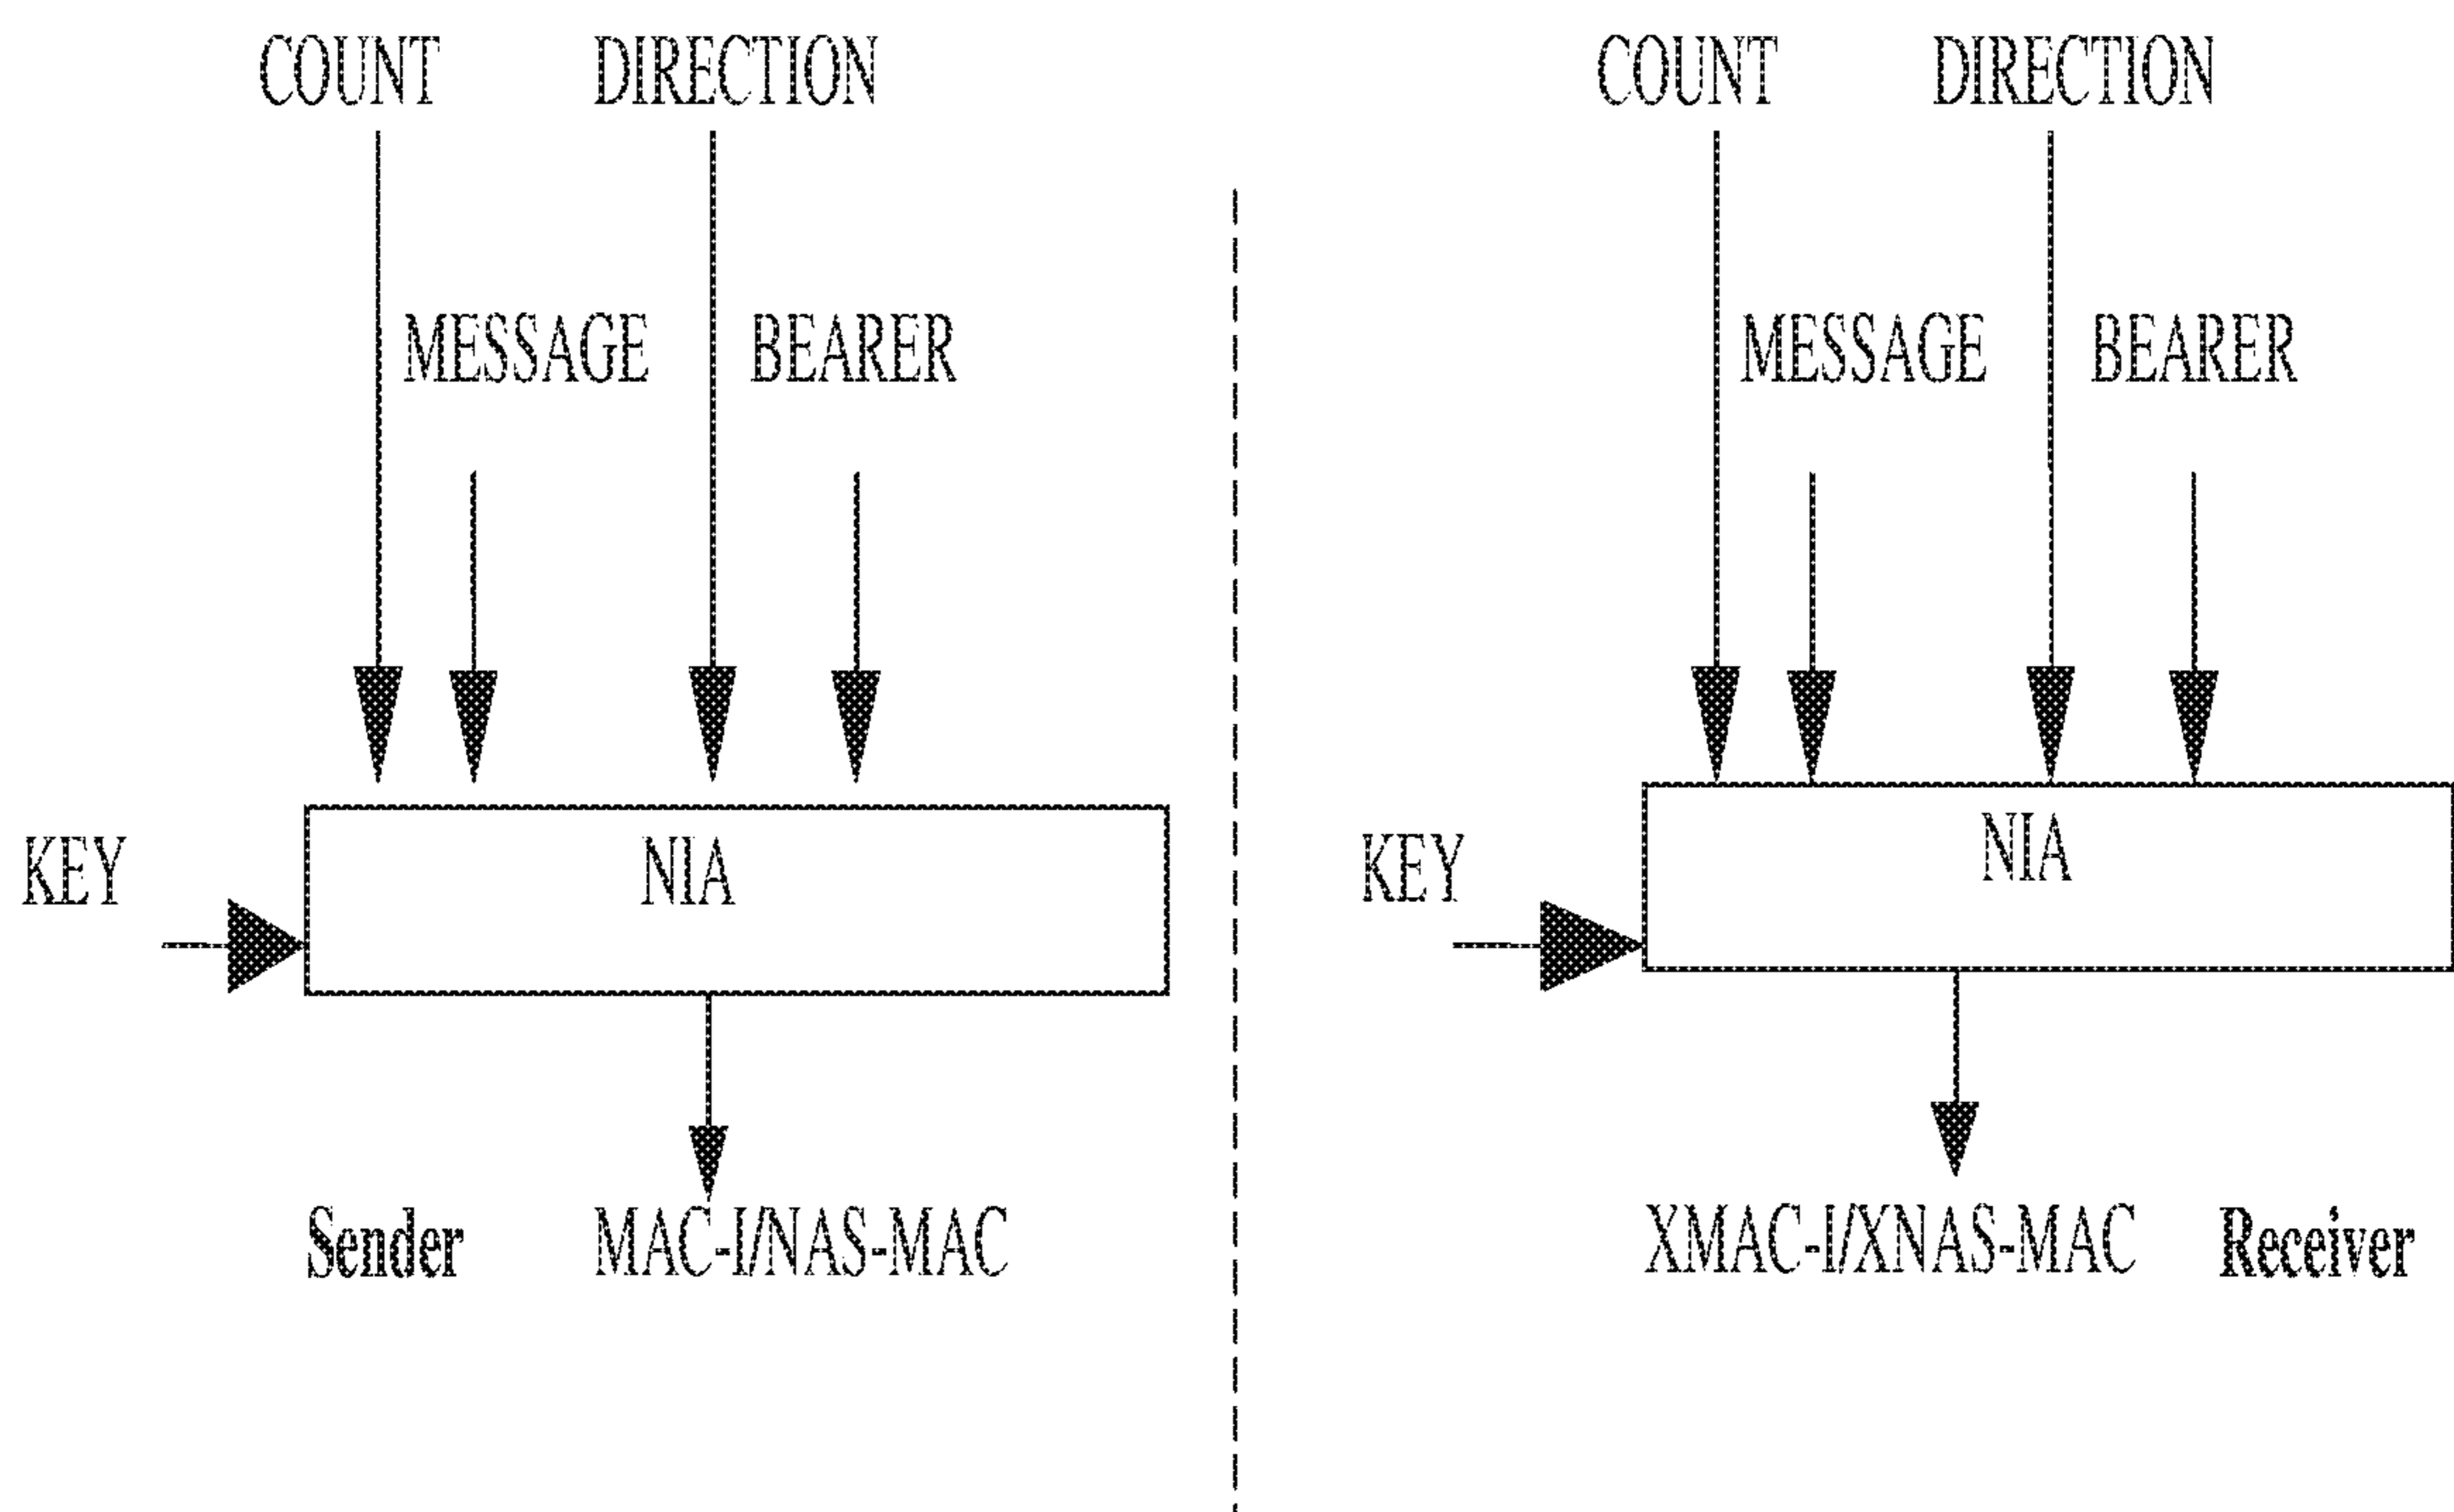 COUNT DIRECTION
MESSAGE BEARER
KEY
NIA
Sender MAC-I/NAS-MAC
COUNT DIRECTION
MESSAGE BEARER
KEY
NIA
XMAC-I/XNAS-MAC Receiver